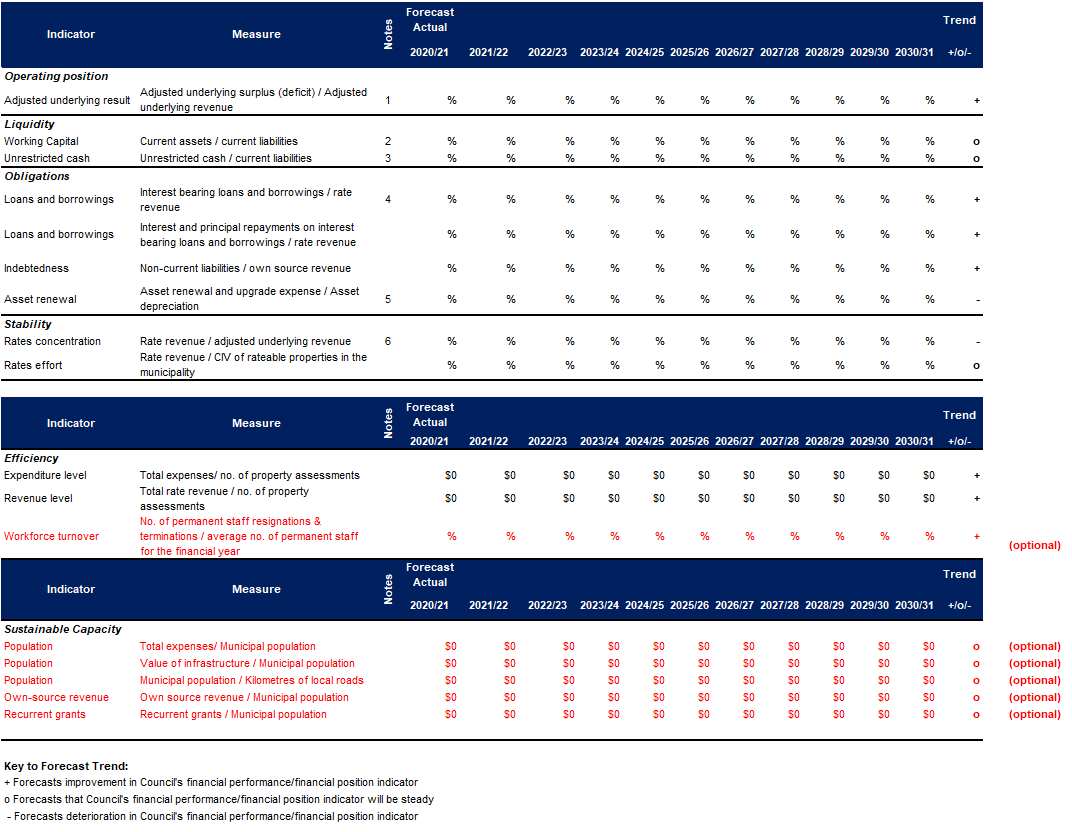 Forecast
Actual Trend
Indicator Measure Notes
2020/21 2021/22 2022/23 2023/24 2024/25 2025/26 2026/27 2027/28 2028/29 2029/30 2030/31 +/o/-
Operating position
Adjusted underlying result Adjusted underlying surplus (deficit) / Adjusted
underlying revenue 1 % % % % % % % % % % % +
Liquidity
Working Capital Current assets / current liabilities 2 % % % % % % % % % % % o
Unrestricted cash Unrestricted cash / current liabilities 3 % % % % % % % % % % % o
Obligations
Loans and borrowings Interest bearing loans and borrowings / rate
revenue 4 % % % % % % % % % % % +
Loans and borrowings Interest and principal repayments on interest
bearing loans and borrowings / rate revenue % % % % % % % % % % % +
Indebtedness Non-current liabilities / own source revenue % % % % % % % % % % % +
Asset renewal Asset renewal and upgrade expense / Asset
depreciation 5 % % % % % % % % % % % -
Stability
Rates concentration Rate revenue / adjusted underlying revenue 6 % % % % % % % % % % % -
Rates effort Rate revenue / CIV of rateable properties in the
municipality % % % % % % % % % % % o
Forecast
Actual Trend
Indicator Measure Notes
2020/21 2021/22 2022/23 2023/24 2024/25 2025/26 2026/27 2027/28 2028/29 2029/30 2030/31 +/o/-
Efficiency
Expenditure level Total expenses/ no. of property assessments $0 $0 $0 $0 $0 $0 $0 $0 $0 $0 $0 +
Revenue level Total rate revenue / no. of property
assessments $0 $0 $0 $0 $0 $0 $0 $0 $0 $0 $0 +
Workforce turnover No. of permanent staff resignations &
terminations / average no. of permanent staff
for the financial year % % % % % % % % % % % + (optional)
Forecast
Actual Trend
Indicator Measure Notes
2020/21 2021/22 2022/23 2023/24 2024/25 2025/26 2026/27 2027/28 2028/29 2029/30 2030/31 +/o/-
Sustainable Capacity
Population Total expenses/ Municipal population $0 $0 $0 $0 $0 $0 $0 $0 $0 $0 $0 o (optional)
Population Value of infrastructure / Municipal population $0 $0 $0 $0 $0 $0 $0 $0 $0 $0 $0 o (optional)
Population Municipal population / Kilometres of local roads $0 $0 $0 $0 $0 $0 $0 $0 $0 $0 $0 o (optional)
Own-source revenue Own source revenue / Municipal population $0 $0 $0 $0 $0 $0 $0 $0 $0 $0 $0 o (optional)
Recurrent grants Recurrent grants / Municipal population $0 $0 $0 $0 $0 $0 $0 $0 $0 $0 $0 o (optional)
Key to Forecast Trend:
+ Forecasts improvement in Council's financial performance/financial position indicator
o Forecasts that Council's financial performance/financial position indicator will be steady
- Forecasts deterioration in Council's financial performance/financial position indicator